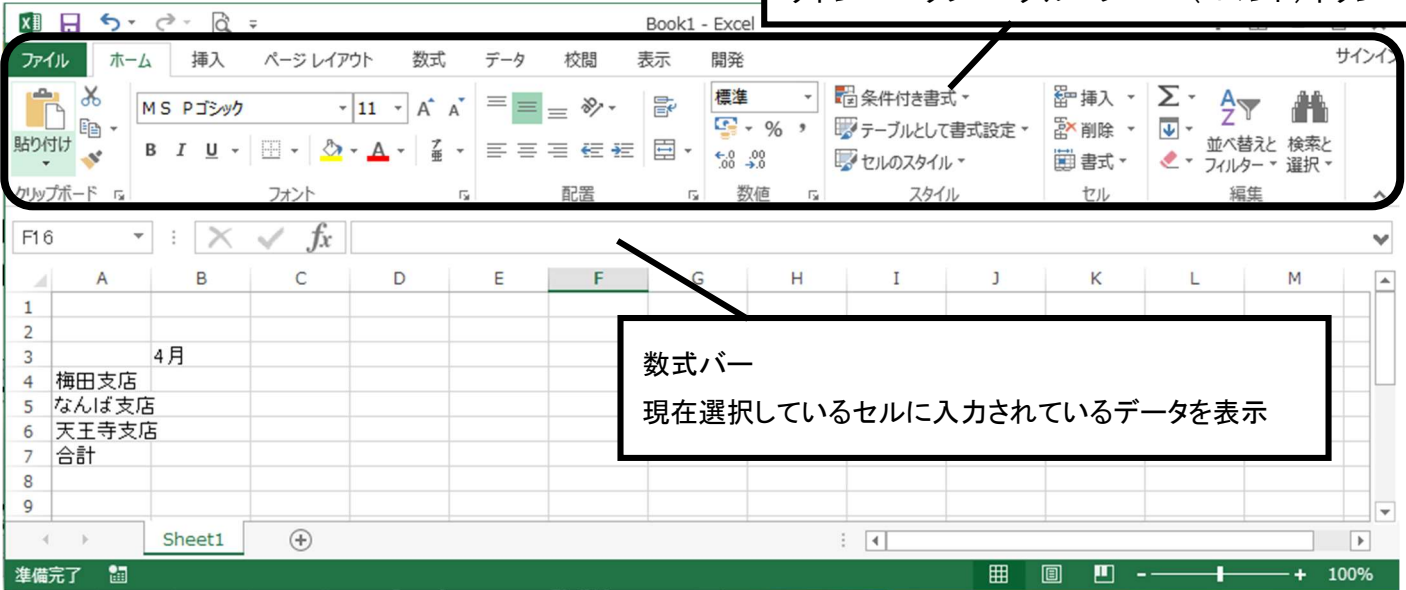 Book1 - Excel
ファイル ホーム 挿入 ページ レイアウト 数式 データ 校閲 表示 開発 サインイン
貼り付け
MS Pゴシック 11 A A
B I U A
標準
% ,
条件付き書式
テーブルとして書式設定
セルのスタイル
挿入
削除
書式
Σ
並べ替えと
フィルター
検索と
選択
クリップボード フォント 配置 数値 スタイル セル 編集
F16 fx
A B C D E F G H I J K L M
1
2
3 4月
4 梅田支店
5 なんば支店
6 天王寺支店
7 合計
8
9
数式バー
現在選択しているセルに入力されているデータを表示
Sheet1
準備完了 100%